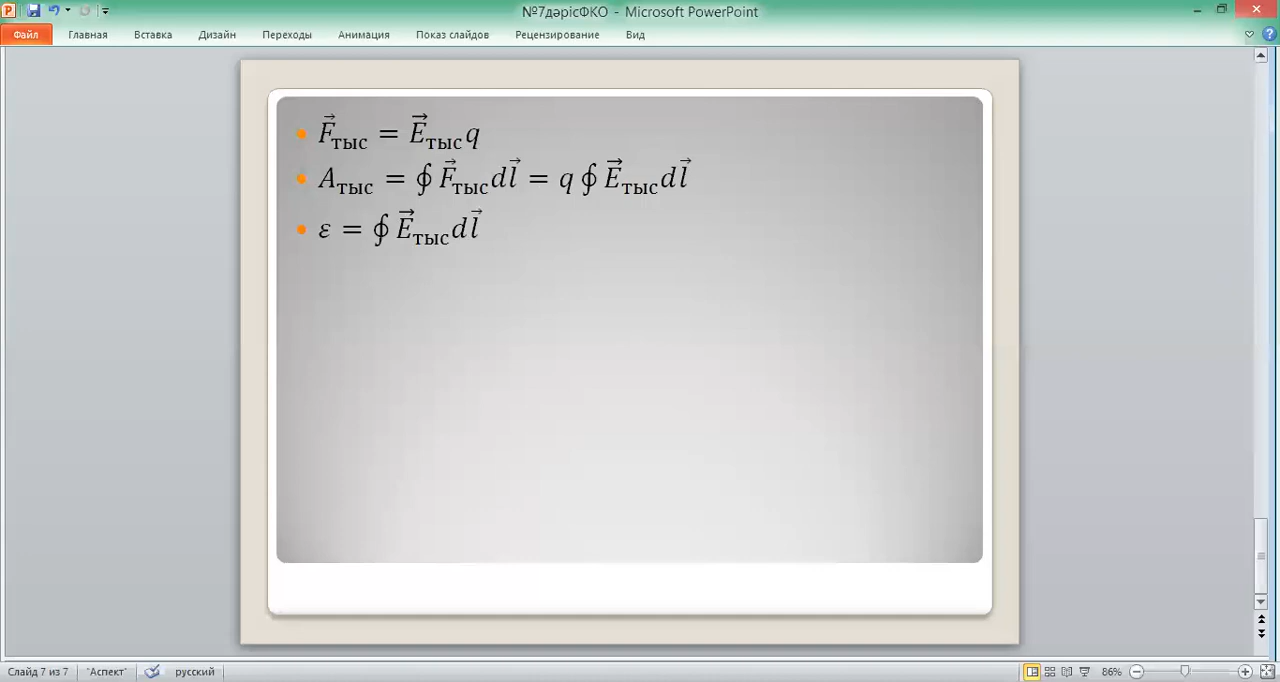 №7дәрісФКО - Microsoft PowerPoint
Файл Главная Вставка Дизайн Переходы Анимация Показ слайдов Рецензирование Вид
• F⃗тыс = E⃗тыс q
• Aтыс = ∮ F⃗тыс dl⃗ = q ∮ E⃗тыс dl⃗
• ε = ∮ E⃗тыс dl⃗
Слайд 7 из 7 "Аспект" русский 86%